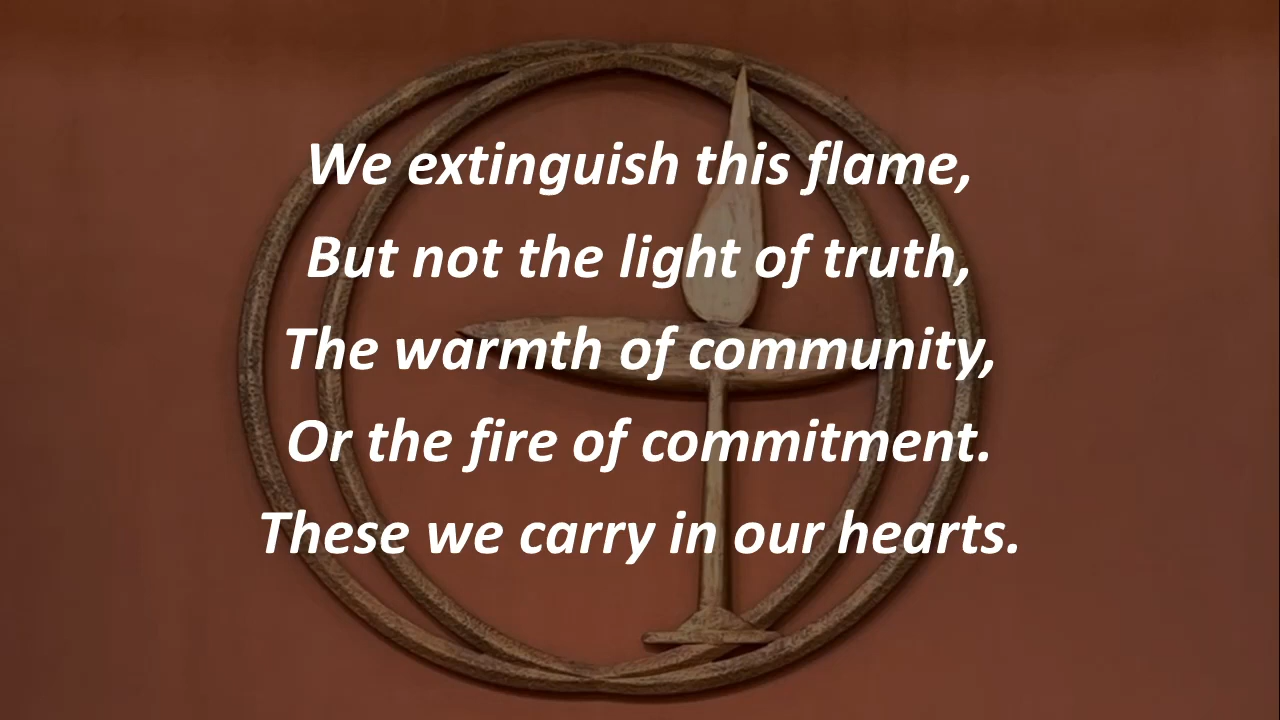 We extinguish this flame,
But not the light of truth,
The warmth of community,
Or the fire of commitment.
These we carry in our hearts.